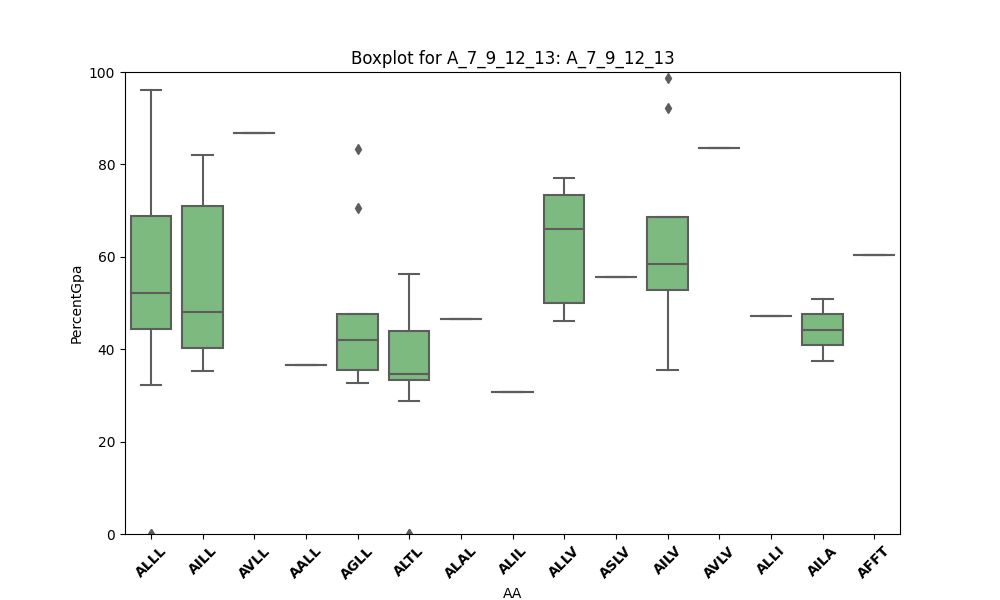 Boxplot for A_7_9_12_13: A_7_9_12_13
100
80
60
40
20
0
PercentGpa
ALLL
AILL
AVLL
AALL
AGLL
ALTL
ALAL
ALIL
ALLV
ASLV
AILV
AVLV
ALLI
AILA
AFFT
AA